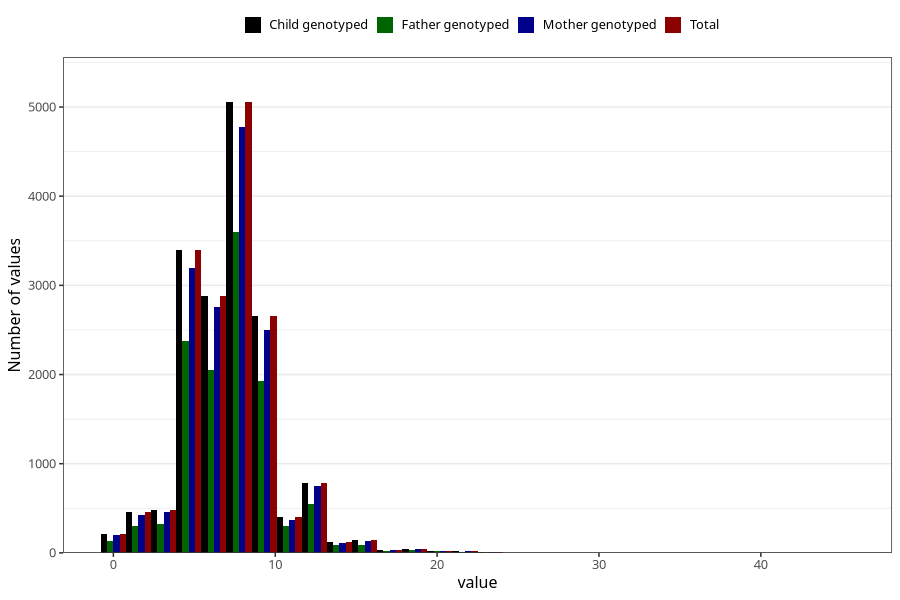 Child genotyped Father genotyped Mother genotyped Total
Number of values
5000
4000
3000
2000
1000
0
0 10 20 30 40
value